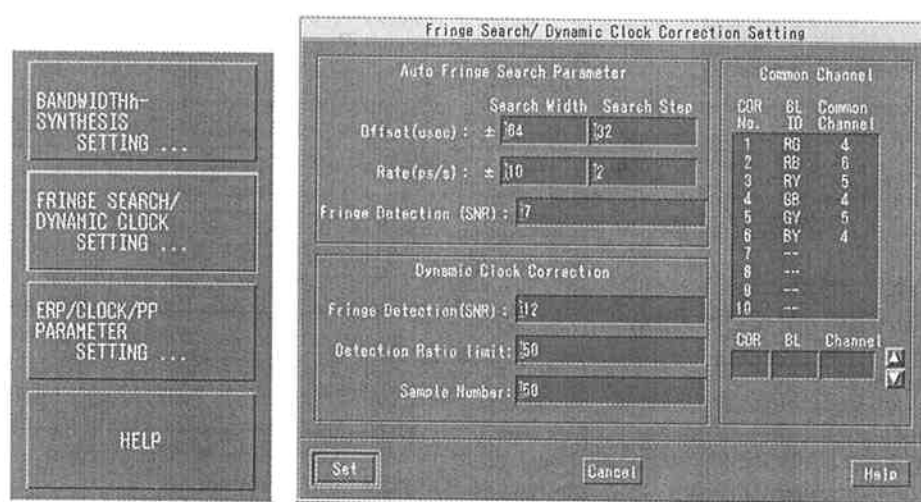 BANDWIDTHh-
SYNTHESIS
SETTING ...
FRINGE SEARCH/
DYNAMIC CLOCK
SETTING ...
ERP/CLOCK/PP
PARAMETER
SETTING ...
HELP
Fringe Search/ Dynamic Clock Correction Setting
Auto Fringe Search Parameter
Search Width Search Step
Offset(usec) : ± 64 32
Rate(ps/s) : ± 10 2
Fringe Detection (SNR) : 7
Dynamic Clock Correction
Fringe Detection(SNR) : 12
Detection Ratio limit: 50
Sample Number: 50
Common Channel
COR BL Common
No. ID Channel
1 RG 4
2 RB 6
3 RY 5
4 GB 4
5 GY 5
6 BY 4
7 ---
8 ---
9 ---
10 ---
COR BL Channel
Set
Cancel
Help